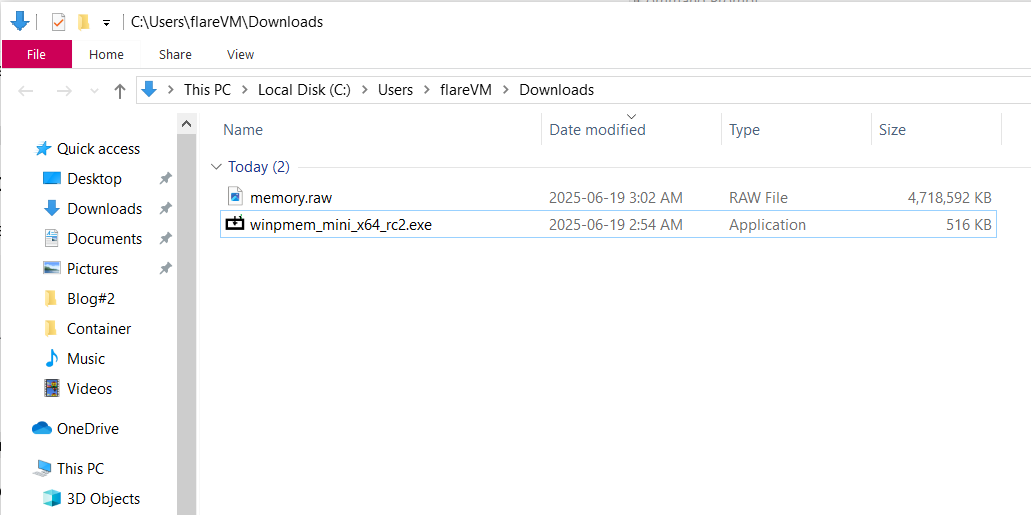 C:\Users\flareVM\Downloads
File Home Share View
This PC Local Disk (C:) Users flareVM Downloads
Name Date modified Type Size
Quick access
Desktop
Downloads
Documents
Pictures
Blog#2
Container
Music
Videos
OneDrive
This PC
3D Objects
Today (2)
memory.raw 2025-06-19 3:02 AM RAW File 4,718,592 KB
winpmem_mini_x64_rc2.exe 2025-06-19 2:54 AM Application 516 KB